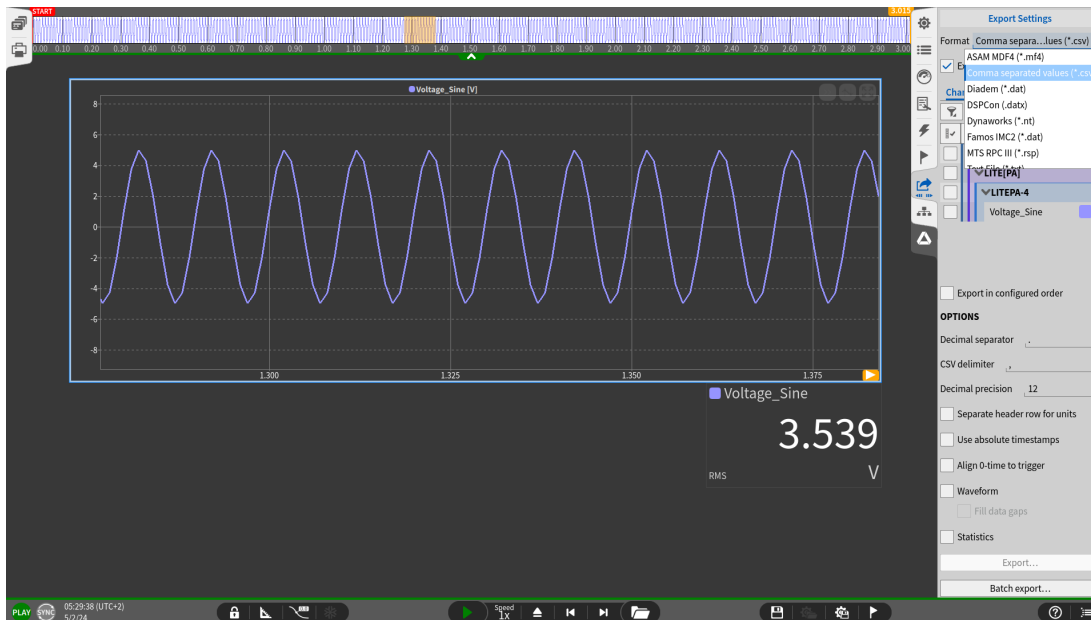 START
3.015
0.00 0.10 0.20 0.30 0.40 0.50 0.60 0.70 0.80 0.90 1.00 1.10 1.20 1.30 1.40 1.50 1.60 1.70 1.80 1.90 2.00 2.10 2.20 2.30 2.40 2.50 2.60 2.70 2.80 2.90 3.00
Voltage_Sine [V]
8
6
4
2
0
-2
-4
-6
-8
1.300 1.325 1.350 1.375
Voltage_Sine
3.539
RMS V
Export Settings
Format Comma separa...lues (*.csv)
ASAM MDF4 (*.mf4)
Comma separated values (*.csv
Diadem (*.dat)
DSPCon (.datx)
Dynaworks (*.nt)
Famos IMC2 (*.dat)
MTS RPC III (*.rsp)
Text File (*.txt)
LITE[PA]
LITEPA-4
Voltage_Sine
Export in configured order
OPTIONS
Decimal separator .
CSV delimiter ,
Decimal precision 12
Separate header row for units
Use absolute timestamps
Align 0-time to trigger
Waveform
Fill data gaps
Statistics
Export...
Batch export...
PLAY SYNC 05:29:38 (UTC+2)
5/2/24
Speed
1x